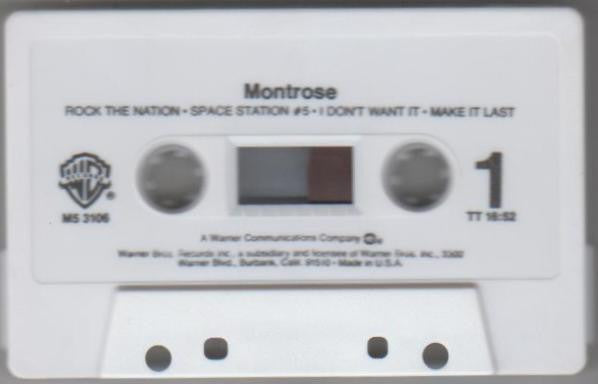 Montrose
ROCK THE NATION • SPACE STATION #5 • I DON'T WANT IT • MAKE IT LAST
WB ®
MS 3106
1
TT 16:52
A Warner Communications Company
Warner Bros. Records Inc., a subsidiary and licensee of Warner Bros. Inc., 3300
Warner Blvd., Burbank, Calif. 91510 • Made in U.S.A.